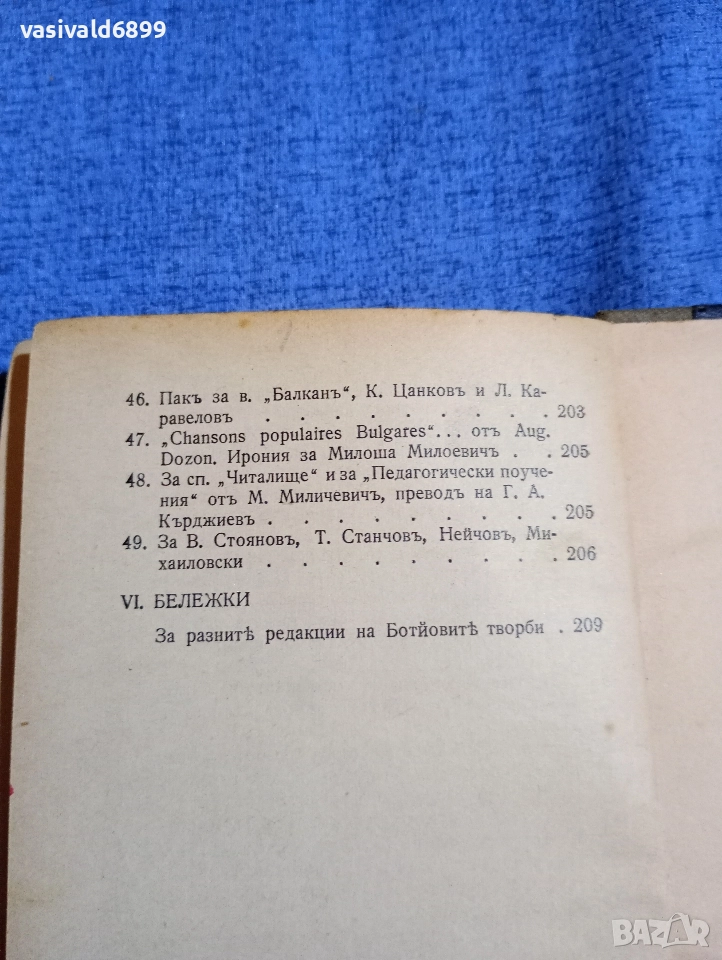 vasivald6899
46. Пакъ за в. „Балканъ“, К. Цанковъ и Л. Ка-
равеловъ . . . . . . . . . 203
47. „Chansons populaires Bulgares“... отъ Aug.
Dozon. Ирония за Милоша Милоевичъ . . 205
48. За сп. „Читалище“ и за „Педагогически поуче-
ния“ отъ М. Миличевичъ, преводъ на Г. А.
Кърджиевъ . . . . . . . . . 205
49. За В. Стояновъ, Т. Станчовъ, Нейчовъ, Ми-
хаиловски . . . . . . . . . 206
VI. БЕЛЕЖКИ
За разнитѣ редакции на Ботйовитѣ творби . 209
BAZAR